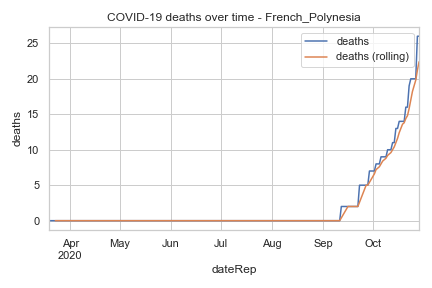 COVID-19 deaths over time - French_Polynesia
deaths
deaths (rolling)
25
20
15
10
5
0
deaths
Apr
2020
May
Jun
Jul
Aug
Sep
Oct
dateRep